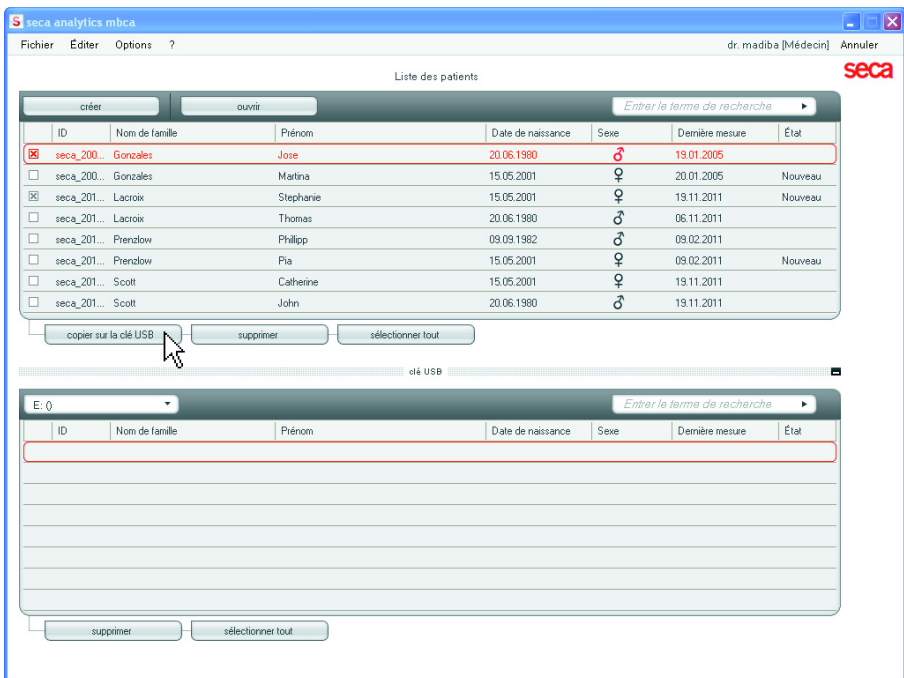 S seca analytics mbca
Fichier Éditer Options ? dr. madiba [Médecin] Annuler
seca
Liste des patients
créer ouvrir Entrer le terme de recherche
ID Nom de famille Prénom Date de naissance Sexe Dernière mesure État
seca_200... Gonzales Jose 20.06.1980 ♂ 19.01.2005
seca_200... Gonzales Martina 15.05.2001 ♀ 20.01.2005 Nouveau
seca_201... Lacroix Stephanie 15.05.2001 ♀ 19.11.2011 Nouveau
seca_201... Lacroix Thomas 20.06.1980 ♂ 06.11.2011
seca_201... Prenzlow Phillipp 09.09.1982 ♂ 09.02.2011
seca_201... Prenzlow Pia 15.05.2001 ♀ 09.02.2011 Nouveau
seca_201... Scott Catherine 15.05.2001 ♀ 19.11.2011
seca_201... Scott John 20.06.1980 ♂ 19.11.2011
copier sur la clé USB supprimer sélectionner tout
clé USB
E: () Entrer le terme de recherche
ID Nom de famille Prénom Date de naissance Sexe Dernière mesure État
supprimer sélectionner tout